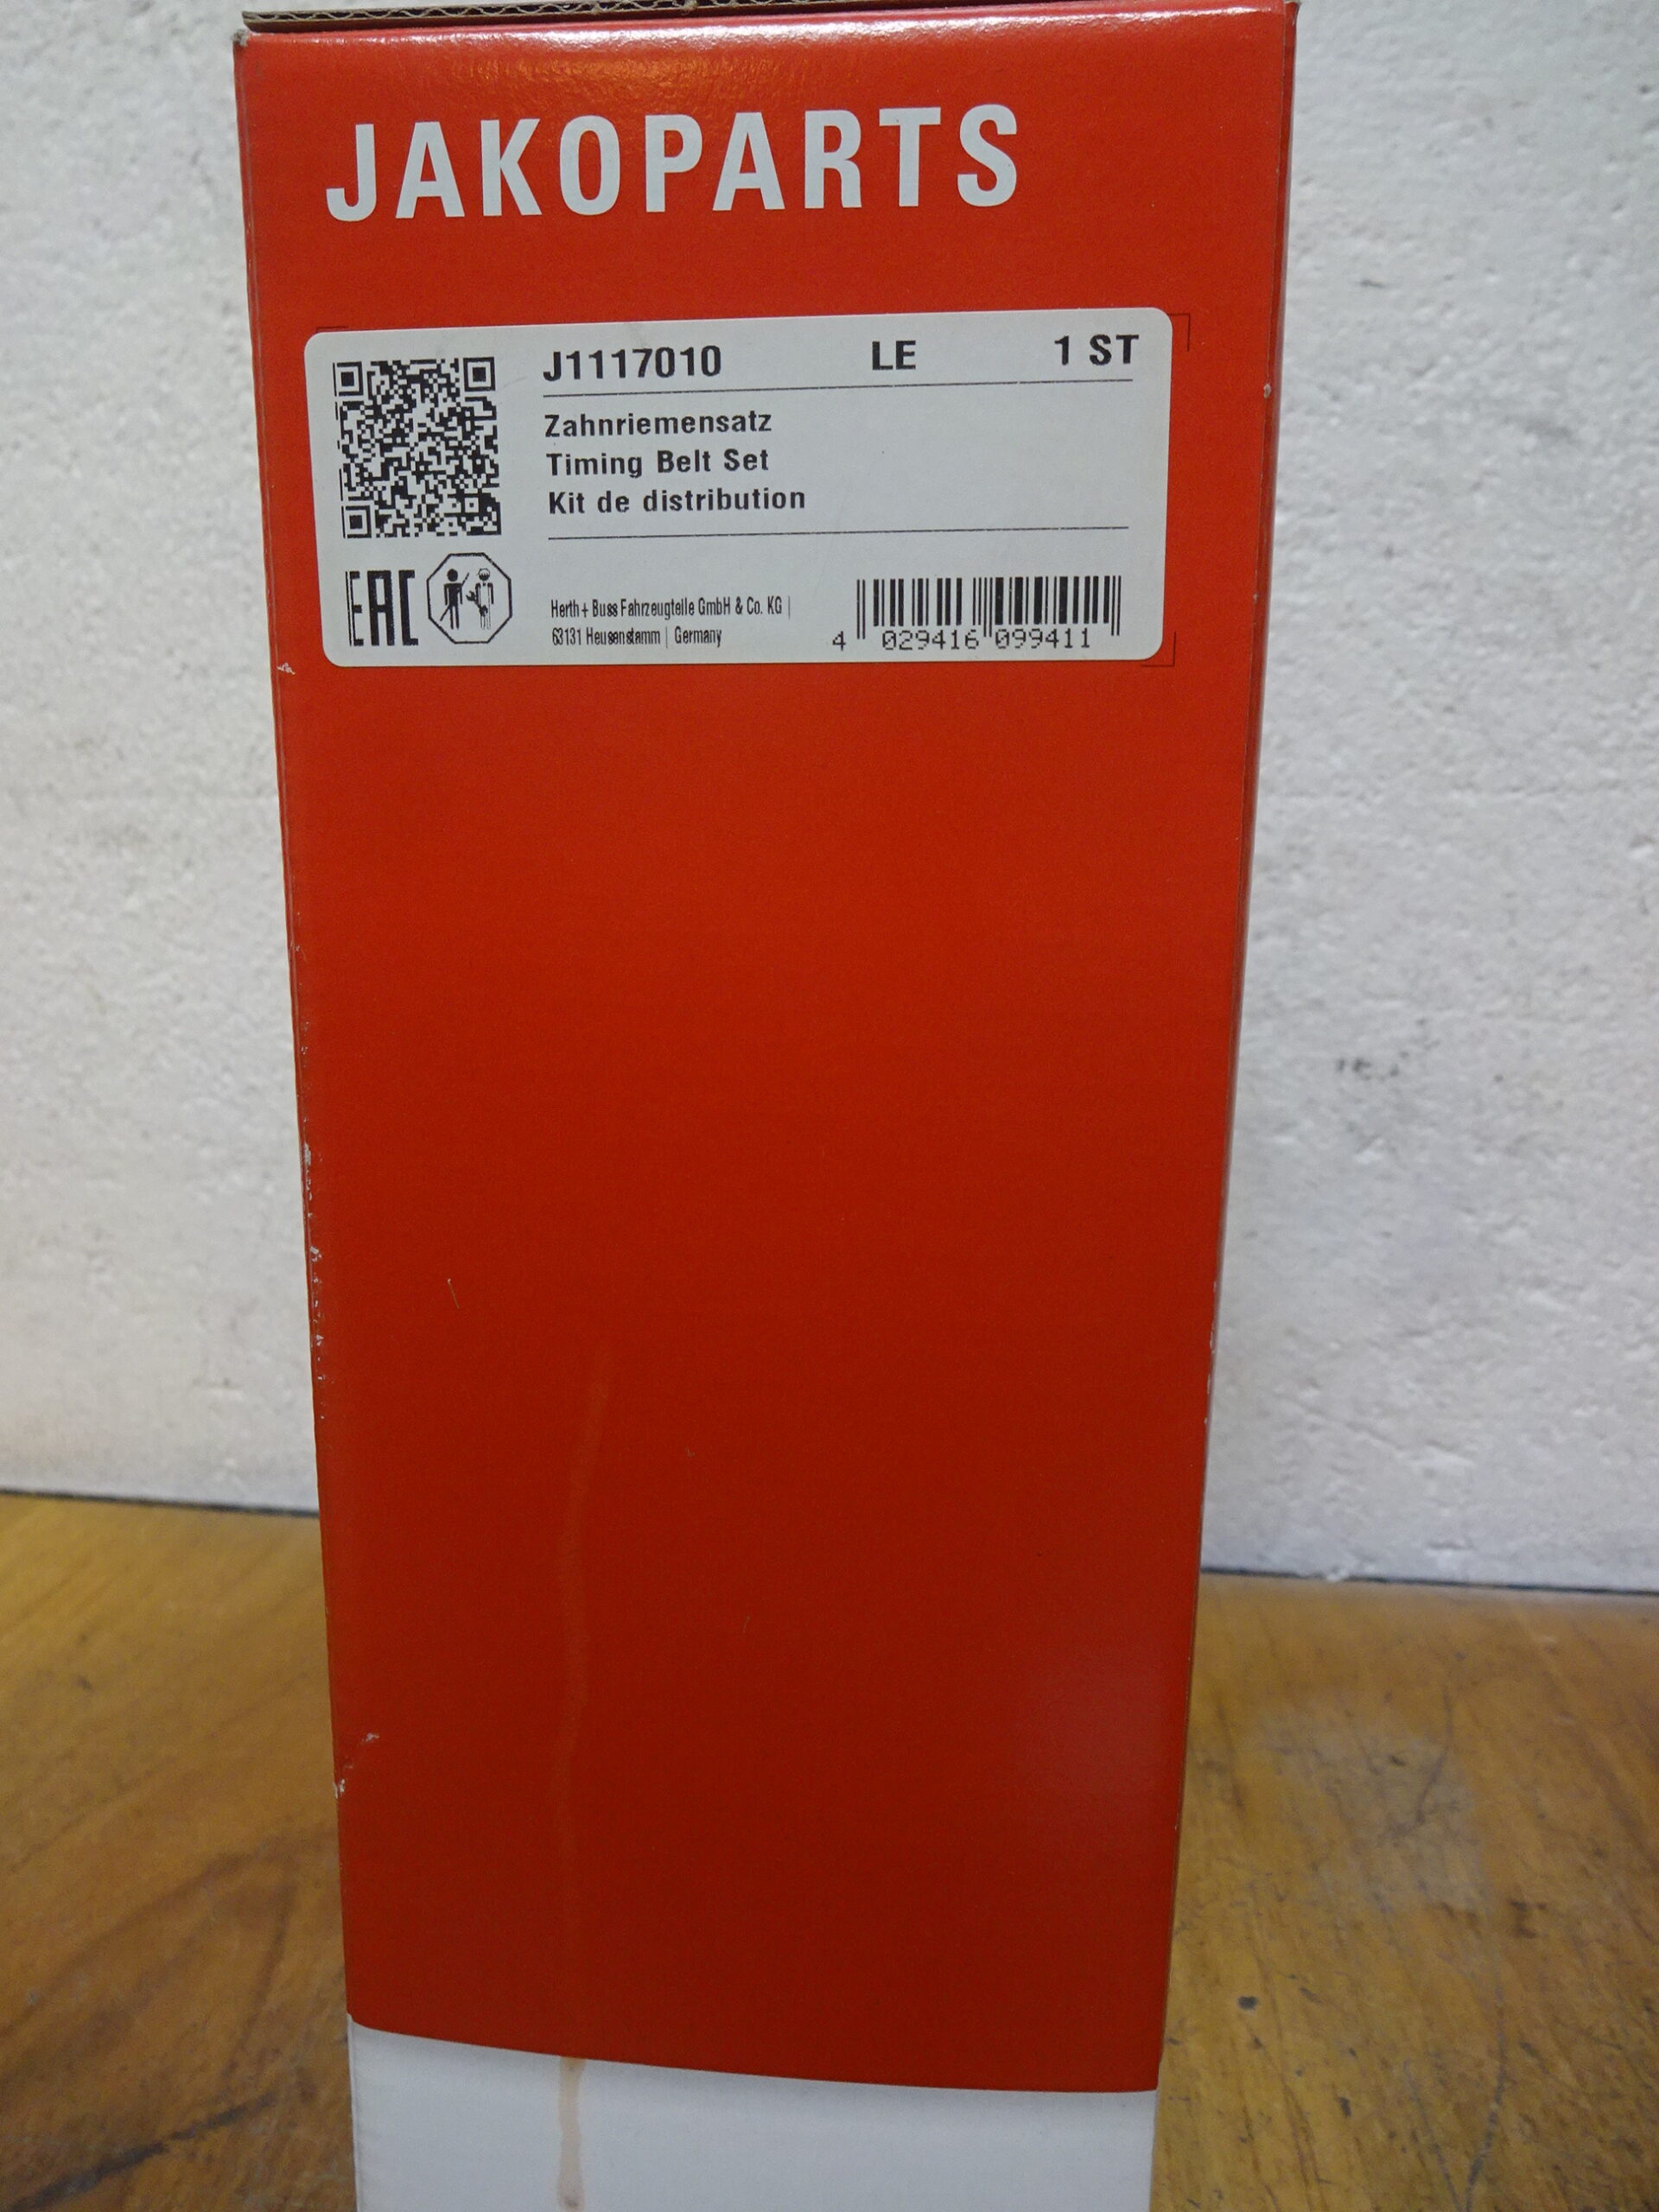 JAKOPARTS
J1117010 LE 1 ST
Zahnriemensatz
Timing Belt Set
Kit de distribution
EAC
Herth+Buss Fahrzeugteile GmbH & Co. KG |
63131 Heusenstamm | Germany
4 029416 099411